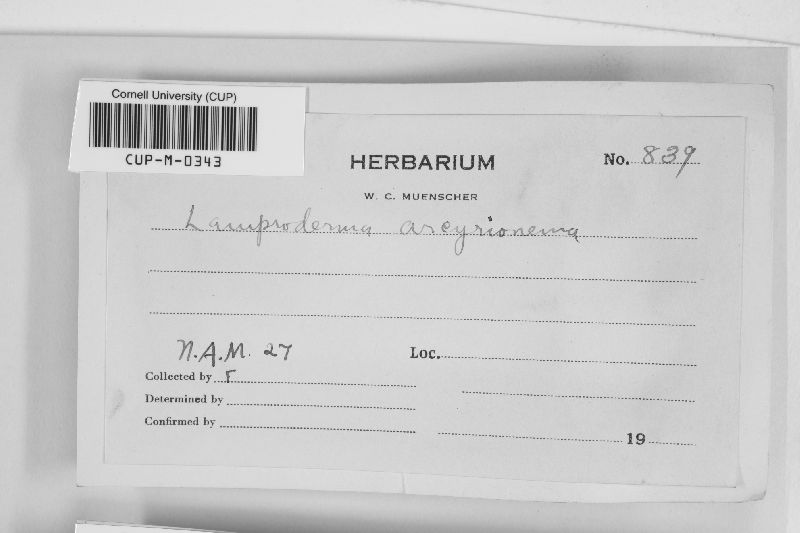 Cornell University (CUP)
CUP-M-0343
HERBARIUM
No. 839
W. C. MUENSCHER
Lamproderma arcyrionema
N.A.M. 27
Loc.
Collected by
Determined by
Confirmed by
19